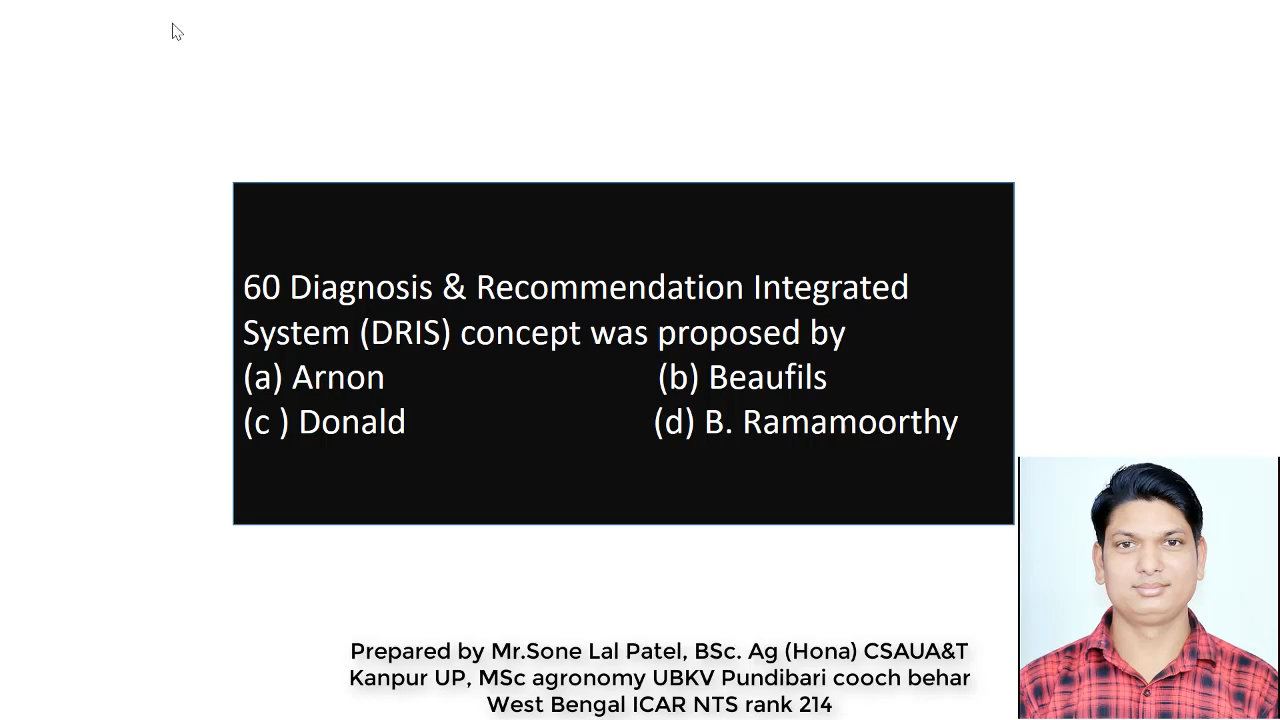 60 Diagnosis & Recommendation Integrated
System (DRIS) concept was proposed by
(a) Arnon (b) Beaufils
(c ) Donald (d) B. Ramamoorthy
Prepared by Mr.Sone Lal Patel, BSc. Ag (Hona) CSAUA&T
Kanpur UP, MSc agronomy UBKV Pundibari cooch behar
West Bengal ICAR NTS rank 214